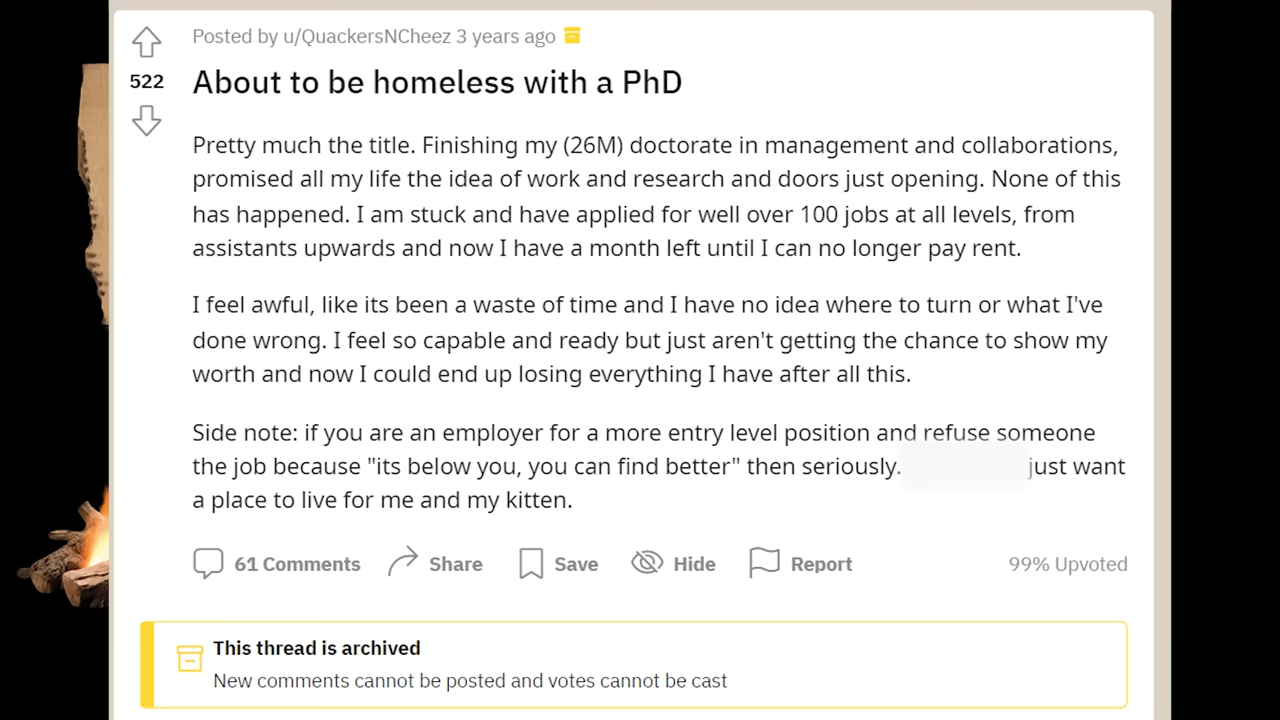 Posted by u/QuackersNCheez 3 years ago
522
About to be homeless with a PhD
Pretty much the title. Finishing my (26M) doctorate in management and collaborations,
promised all my life the idea of work and research and doors just opening. None of this
has happened. I am stuck and have applied for well over 100 jobs at all levels, from
assistants upwards and now I have a month left until I can no longer pay rent.
I feel awful, like its been a waste of time and I have no idea where to turn or what I've
done wrong. I feel so capable and ready but just aren't getting the chance to show my
worth and now I could end up losing everything I have after all this.
Side note: if you are an employer for a more entry level position and refuse someone
the job because "its below you, you can find better" then seriously. just want
a place to live for me and my kitten.
61 Comments Share Save Hide Report 99% Upvoted
This thread is archived
New comments cannot be posted and votes cannot be cast